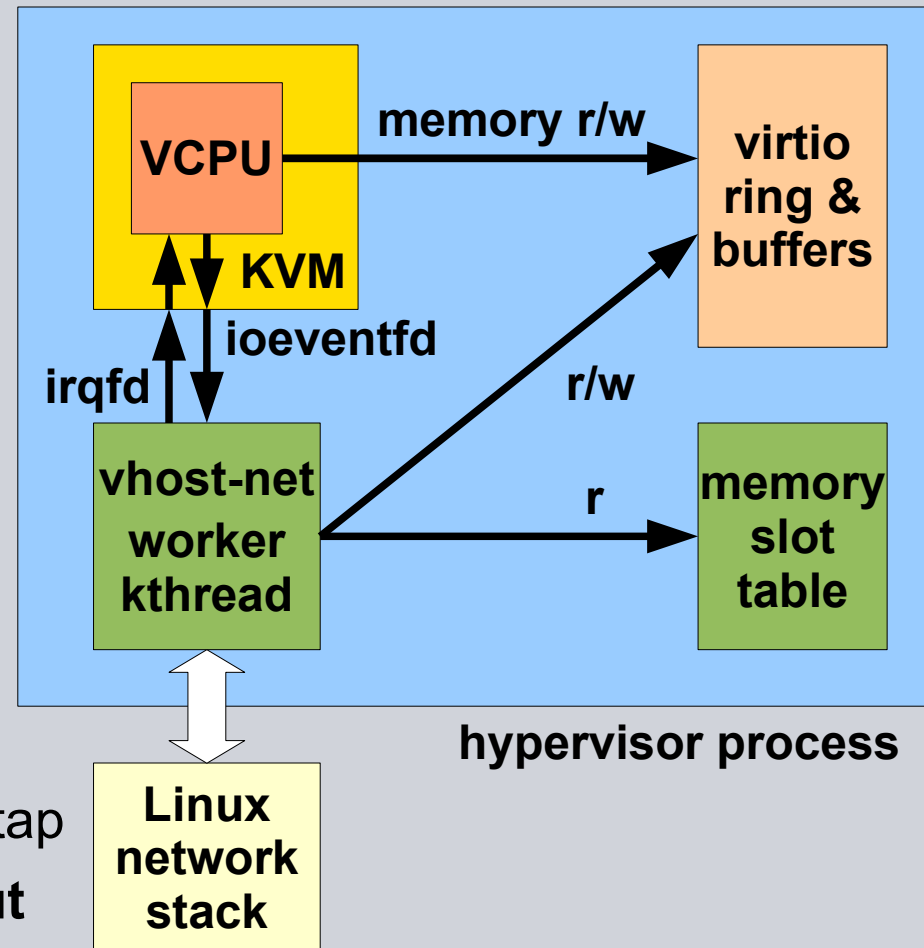 VCPU
KVM
memory r/w
virtio
ring &
buffers
irqfd
ioeventfd
r/w
vhost-net
worker
kthread
r
memory
slot
table
hypervisor process
Linux
network
stack
tap